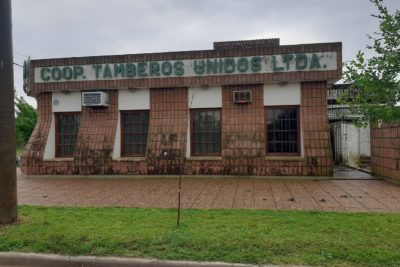 COOP. TAMBEROS UNIDOS LTDA.